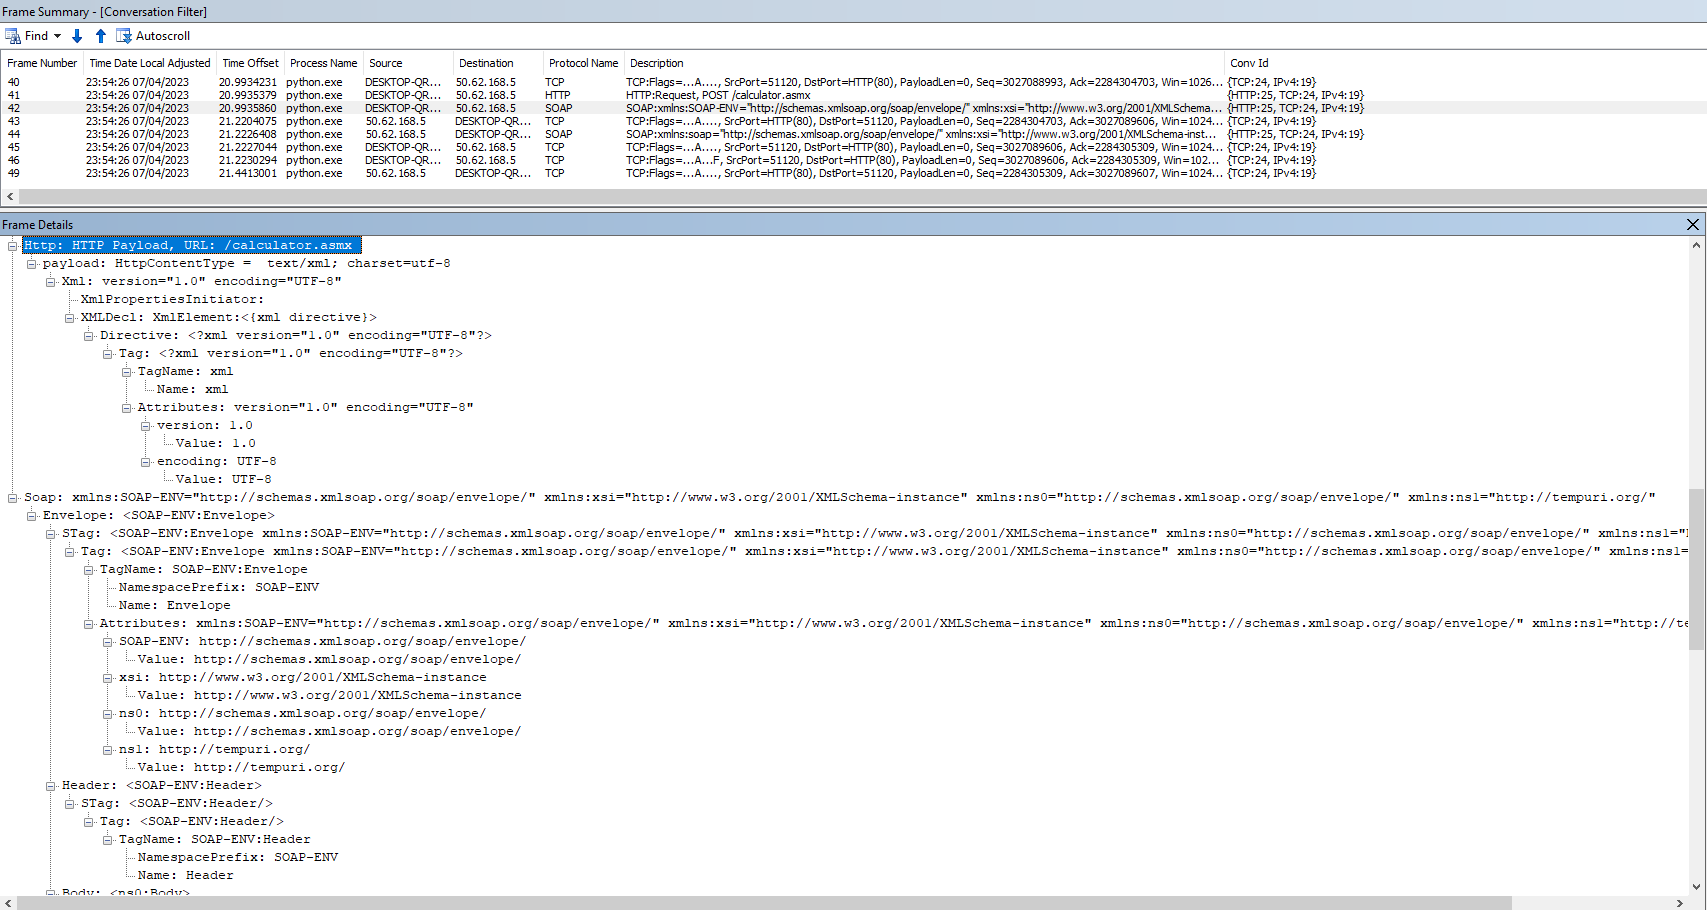 Frame Summary - [Conversation Filter]
Find Autoscroll
Frame Number Time Date Local Adjusted Time Offset Process Name Source Destination Protocol Name Description Conv Id
40 23:54:26 07/04/2023 20.9934231 python.exe DESKTOP-QR... 50.62.168.5 TCP TCP:Flags=...A...., SrcPort=51120, DstPort=HTTP(80), PayloadLen=0, Seq=3027088993, Ack=2284304703, Win=1026... {TCP:24, IPv4:19}
41 23:54:26 07/04/2023 20.9935379 python.exe DESKTOP-QR... 50.62.168.5 HTTP HTTP:Request, POST /calculator.asmx {HTTP:25, TCP:24, IPv4:19}
42 23:54:26 07/04/2023 20.9935860 python.exe DESKTOP-QR... 50.62.168.5 SOAP SOAP:xmlns:SOAP-ENV="http://schemas.xmlsoap.org/soap/envelope/" xmlns:xsi="http://www.w3.org/2001/XMLSchema... {HTTP:25, TCP:24, IPv4:19}
43 23:54:26 07/04/2023 21.2204075 python.exe 50.62.168.5 DESKTOP-QR... TCP TCP:Flags=...A...., SrcPort=HTTP(80), DstPort=51120, PayloadLen=0, Seq=2284304703, Ack=3027089606, Win=1024... {TCP:24, IPv4:19}
44 23:54:26 07/04/2023 21.2226408 python.exe 50.62.168.5 DESKTOP-QR... SOAP SOAP:xmlns:soap="http://schemas.xmlsoap.org/soap/envelope/" xmlns:xsi="http://www.w3.org/2001/XMLSchema-inst... {HTTP:25, TCP:24, IPv4:19}
45 23:54:26 07/04/2023 21.2227044 python.exe DESKTOP-QR... 50.62.168.5 TCP TCP:Flags=...A...., SrcPort=51120, DstPort=HTTP(80), PayloadLen=0, Seq=3027089606, Ack=2284305309, Win=1024... {TCP:24, IPv4:19}
46 23:54:26 07/04/2023 21.2230294 python.exe DESKTOP-QR... 50.62.168.5 TCP TCP:Flags=...A...F, SrcPort=51120, DstPort=HTTP(80), PayloadLen=0, Seq=3027089606, Ack=2284305309, Win=102... {TCP:24, IPv4:19}
49 23:54:26 07/04/2023 21.4413001 python.exe 50.62.168.5 DESKTOP-QR... TCP TCP:Flags=...A...., SrcPort=HTTP(80), DstPort=51120, PayloadLen=0, Seq=2284305309, Ack=3027089607, Win=1024... {TCP:24, IPv4:19}
Frame Details
Http: HTTP Payload, URL: /calculator.asmx
payload: HttpContentType =  text/xml; charset=utf-8
Xml: version="1.0" encoding="UTF-8"
XmlPropertiesInitiator:
XMLDecl: XmlElement:<{xml directive}>
Directive: <?xml version="1.0" encoding="UTF-8"?>
Tag: <?xml version="1.0" encoding="UTF-8"?>
TagName: xml
Name: xml
Attributes: version="1.0" encoding="UTF-8"
version: 1.0
Value: 1.0
encoding: UTF-8
Value: UTF-8
Soap: xmlns:SOAP-ENV="http://schemas.xmlsoap.org/soap/envelope/" xmlns:xsi="http://www.w3.org/2001/XMLSchema-instance" xmlns:ns0="http://schemas.xmlsoap.org/soap/envelope/" xmlns:ns1="http://tempuri.org/"
Envelope: <SOAP-ENV:Envelope>
STag: <SOAP-ENV:Envelope xmlns:SOAP-ENV="http://schemas.xmlsoap.org/soap/envelope/" xmlns:xsi="http://www.w3.org/2001/XMLSchema-instance" xmlns:ns0="http://schemas.xmlsoap.org/soap/envelope/" xmlns:ns1="
Tag: <SOAP-ENV:Envelope xmlns:SOAP-ENV="http://schemas.xmlsoap.org/soap/envelope/" xmlns:xsi="http://www.w3.org/2001/XMLSchema-instance" xmlns:ns0="http://schemas.xmlsoap.org/soap/envelope/" xmlns:ns1=
TagName: SOAP-ENV:Envelope
NamespacePrefix: SOAP-ENV
Name: Envelope
Attributes: xmlns:SOAP-ENV="http://schemas.xmlsoap.org/soap/envelope/" xmlns:xsi="http://www.w3.org/2001/XMLSchema-instance" xmlns:ns0="http://schemas.xmlsoap.org/soap/envelope/" xmlns:ns1="http://te
SOAP-ENV: http://schemas.xmlsoap.org/soap/envelope/
Value: http://schemas.xmlsoap.org/soap/envelope/
xsi: http://www.w3.org/2001/XMLSchema-instance
Value: http://www.w3.org/2001/XMLSchema-instance
ns0: http://schemas.xmlsoap.org/soap/envelope/
Value: http://schemas.xmlsoap.org/soap/envelope/
ns1: http://tempuri.org/
Value: http://tempuri.org/
Header: <SOAP-ENV:Header>
STag: <SOAP-ENV:Header/>
Tag: <SOAP-ENV:Header/>
TagName: SOAP-ENV:Header
NamespacePrefix: SOAP-ENV
Name: Header
Body: <ns0:Body>